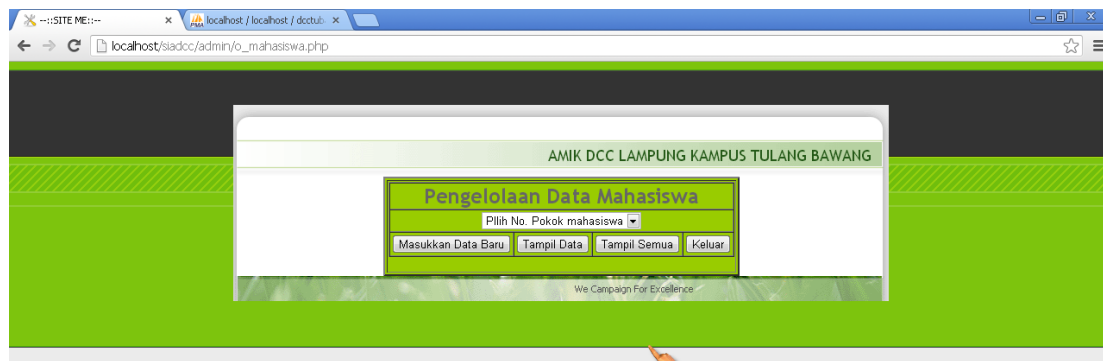 --::SITE ME::--
localhost / localhost / dcctub
localhost/siadcc/admin/o_mahasiswa.php
AMIK DCC LAMPUNG KAMPUS TULANG BAWANG
Pengelolaan Data Mahasiswa
PIlih No. Pokok mahasiswa
Masukkan Data Baru Tampil Data Tampil Semua Keluar
We Campaign For Excellence